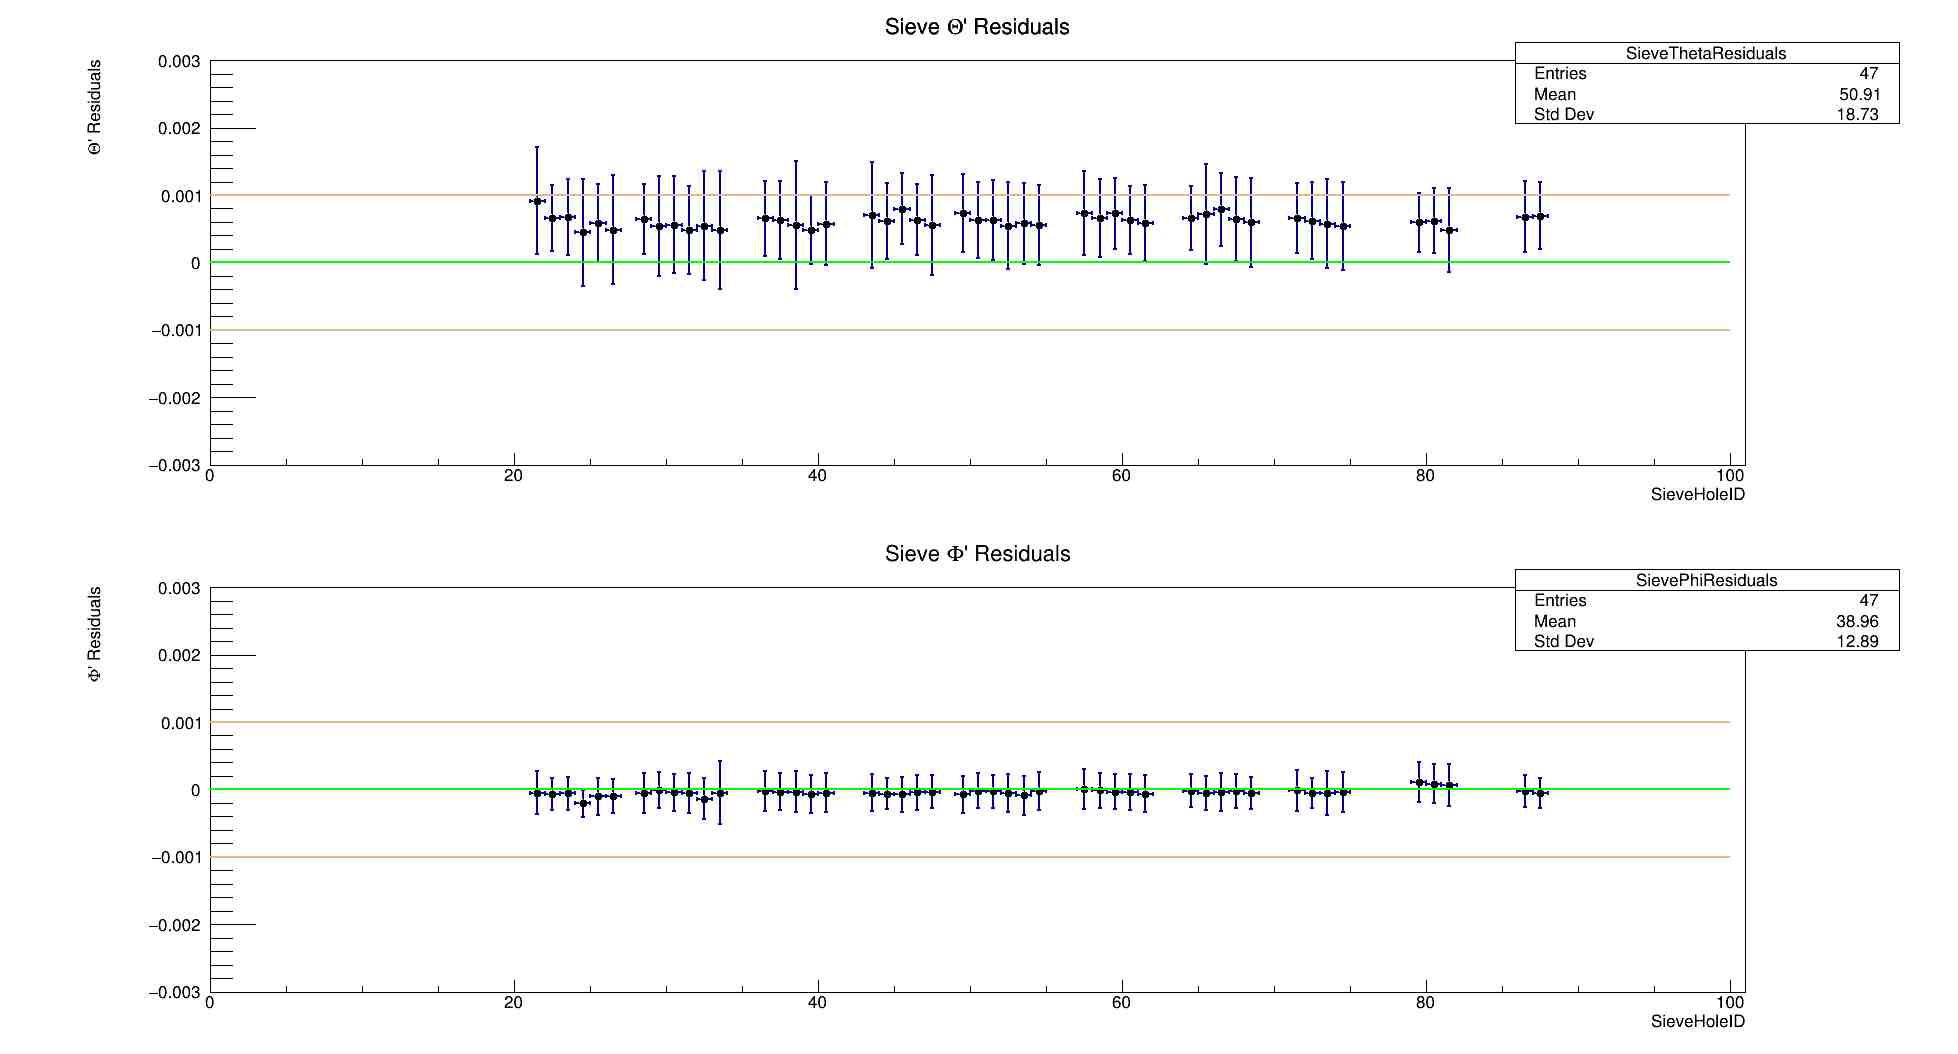 Sieve Θ' Residuals
Θ' Residuals
SieveThetaResiduals
Entries 47
Mean 50.91
Std Dev 18.73
0.003
0.002
0.001
0
−0.001
−0.002
−0.003
0 20 40 60 80 100
SieveHoleID
Sieve Φ' Residuals
Φ' Residuals
SievePhiResiduals
Entries 47
Mean 38.96
Std Dev 12.89
0.003
0.002
0.001
0
−0.001
−0.002
−0.003
0 20 40 60 80 100
SieveHoleID